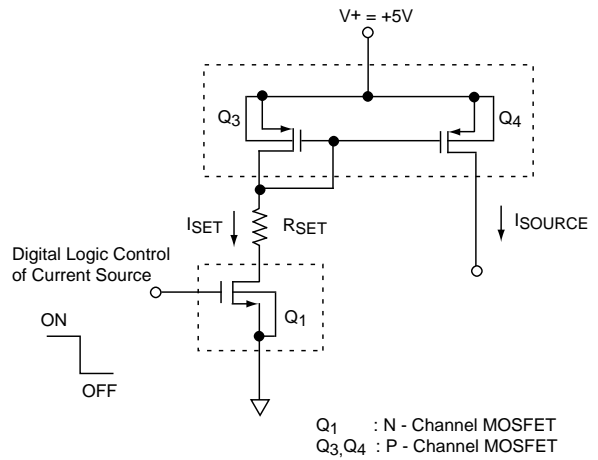 V+ = +5V
Q3
Q4
ISET
RSET
ISOURCE
Digital Logic Control
of Current Source
Q1
ON
OFF
Q1 : N - Channel MOSFET
Q3,Q4 : P - Channel MOSFET